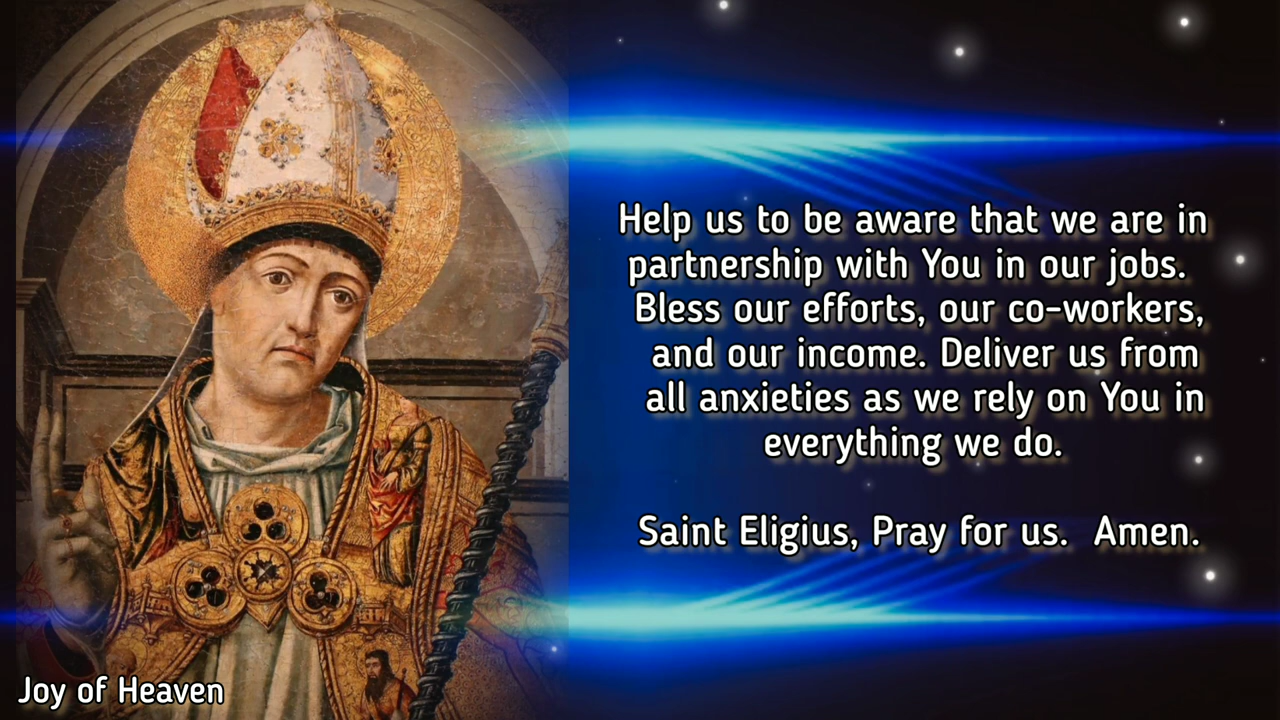 Help us to be aware that we are in
partnership with You in our jobs.
Bless our efforts, our co-workers,
and our income. Deliver us from
all anxieties as we rely on You in
everything we do.
Saint Eligius, Pray for us. Amen.
Joy of Heaven